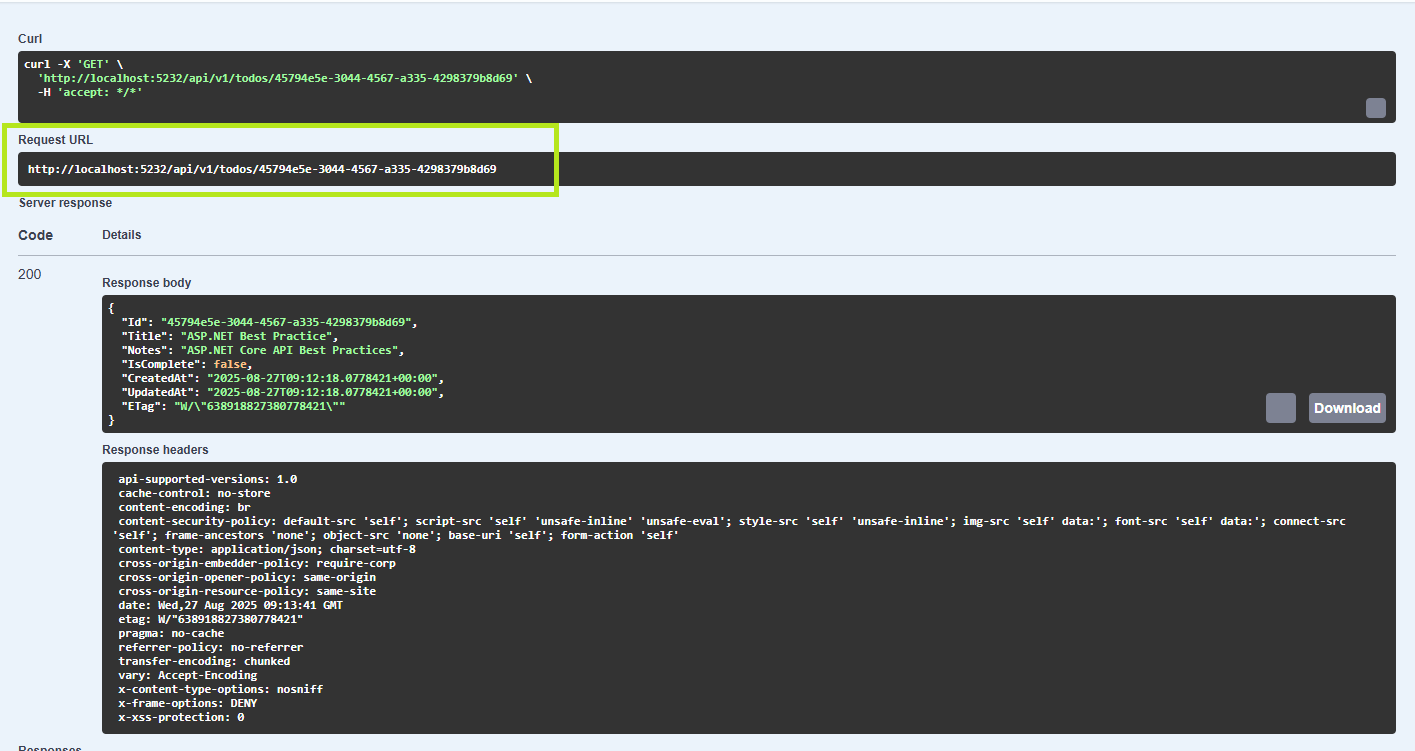 Curl
curl -X 'GET' \
'http://localhost:5232/api/v1/todos/45794e5e-3044-4567-a335-4298379b8d69' \
-H 'accept: */*'
Request URL
http://localhost:5232/api/v1/todos/45794e5e-3044-4567-a335-4298379b8d69
Server response
Code Details
200
Response body
{
"Id": "45794e5e-3044-4567-a335-4298379b8d69",
"Title": "ASP.NET Best Practice",
"Notes": "ASP.NET Core API Best Practices",
"IsComplete": false,
"CreatedAt": "2025-08-27T09:12:18.0778421+00:00",
"UpdatedAt": "2025-08-27T09:12:18.0778421+00:00",
"ETag": "W/\"638918827380778421\""
}
Download
Response headers
api-supported-versions: 1.0
cache-control: no-store
content-encoding: br
content-security-policy: default-src 'self'; script-src 'self' 'unsafe-inline' 'unsafe-eval'; style-src 'self' 'unsafe-inline'; img-src 'self' data:'; font-src 'self' data:'; connect-src
'self'; frame-ancestors 'none'; object-src 'none'; base-uri 'self'; form-action 'self'
content-type: application/json; charset=utf-8
cross-origin-embedder-policy: require-corp
cross-origin-opener-policy: same-origin
cross-origin-resource-policy: same-site
date: Wed,27 Aug 2025 09:13:41 GMT
etag: W/"638918827380778421"
pragma: no-cache
referrer-policy: no-referrer
transfer-encoding: chunked
vary: Accept-Encoding
x-content-type-options: nosniff
x-frame-options: DENY
x-xss-protection: 0
Responses